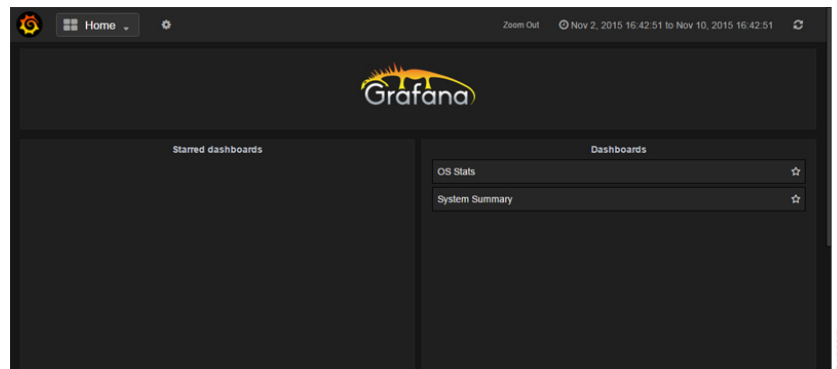 Home
Zoom Out
Nov 2, 2015 16:42:51 to Nov 10, 2015 16:42:51
Grafana
Starred dashboards
Dashboards
OS Stats
System Summary